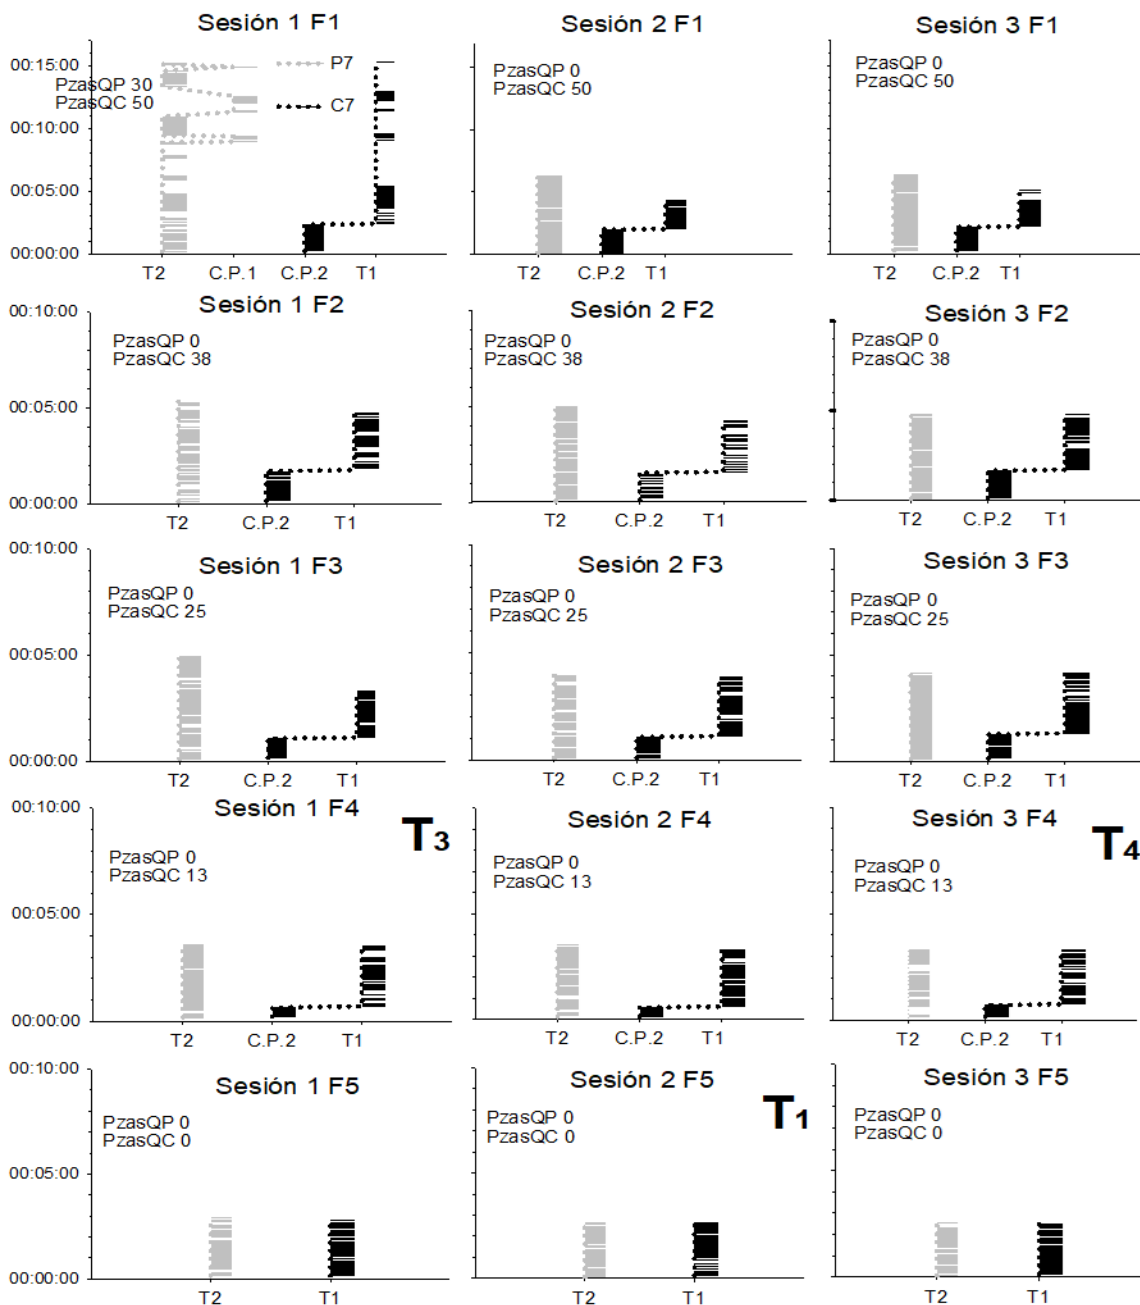 Sesión 1 F1
Sesión 2 F1
Sesión 3 F1
00:15:00
00:10:00
00:05:00
00:00:00
PzasQP 30
PzasQC 50
P7
C7
PzasQP 0
PzasQC 50
PzasQP 0
PzasQC 50
T2 C.P.1 C.P.2 T1
T2 C.P.2 T1
T2 C.P.2 T1
Sesión 1 F2
Sesión 2 F2
Sesión 3 F2
00:10:00
00:05:00
00:00:00
PzasQP 0
PzasQC 38
PzasQP 0
PzasQC 38
PzasQP 0
PzasQC 38
T2 C.P.2 T1
T2 C.P.2 T1
T2 C.P.2 T1
Sesión 1 F3
Sesión 2 F3
Sesión 3 F3
00:10:00
00:05:00
00:00:00
PzasQP 0
PzasQC 25
PzasQP 0
PzasQC 25
PzasQP 0
PzasQC 25
T2 C.P.2 T1
T2 C.P.2 T1
T2 C.P.2 T1
Sesión 1 F4
Sesión 2 F4
Sesión 3 F4
T3
T4
00:10:00
00:05:00
00:00:00
PzasQP 0
PzasQC 13
PzasQP 0
PzasQC 13
PzasQP 0
PzasQC 13
T2 C.P.2 T1
T2 C.P.2 T1
T2 C.P.2 T1
Sesión 1 F5
Sesión 2 F5
Sesión 3 F5
T1
00:10:00
00:05:00
00:00:00
PzasQP 0
PzasQC 0
PzasQP 0
PzasQC 0
PzasQP 0
PzasQC 0
T2 T1
T2 T1
T2 T1